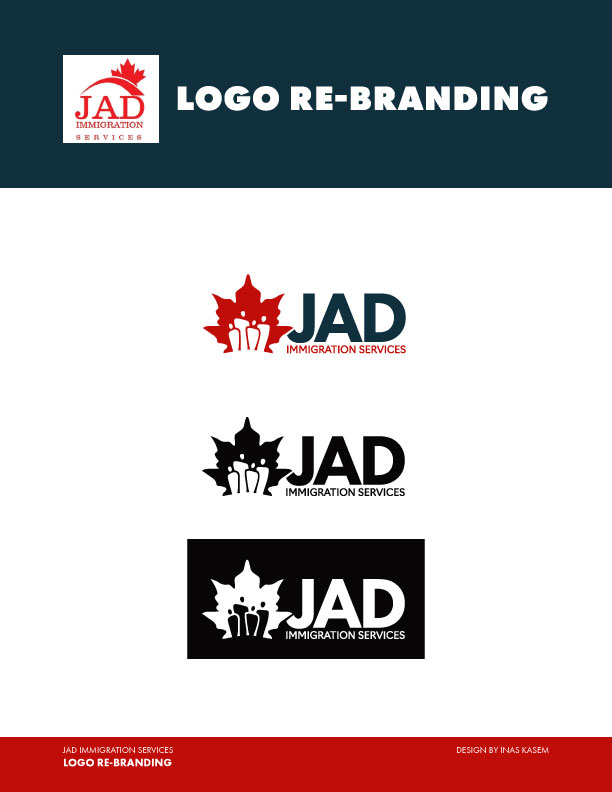 JAD
IMMIGRATION
SERVICES
LOGO RE-BRANDING
JAD
IMMIGRATION SERVICES
JAD
IMMIGRATION SERVICES
JAD
IMMIGRATION SERVICES
JAD IMMIGRATION SERVICES
LOGO RE-BRANDING
DESIGN BY INAS KASEM